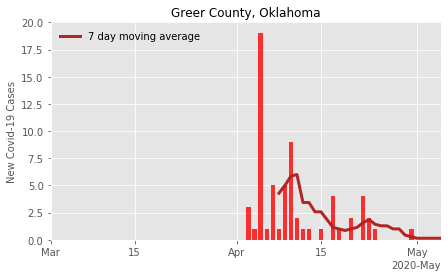 Greer County, Oklahoma
7 day moving average
New Covid-19 Cases
20.0
17.5
15.0
12.5
10.0
7.5
5.0
2.5
0.0
Mar
15
Apr
15
May
2020-May